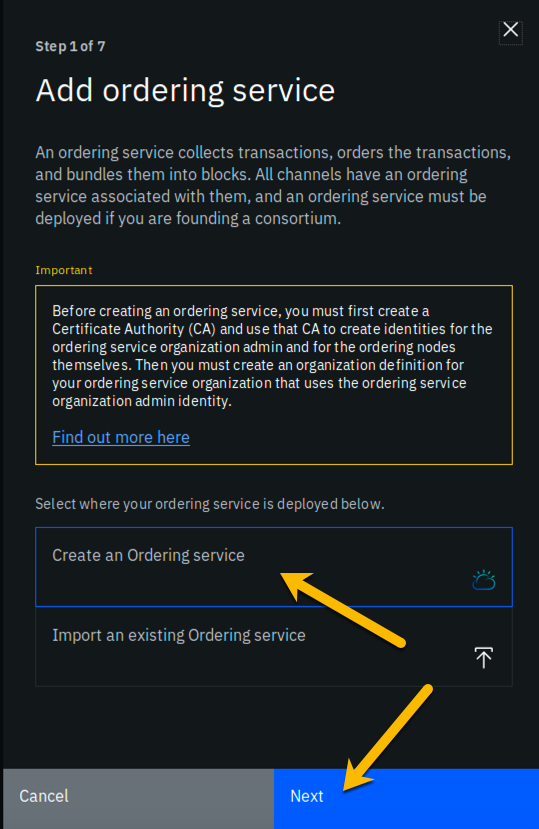 Step 1 of 7
Add ordering service
An ordering service collects transactions, orders the transactions,
and bundles them into blocks. All channels have an ordering
service associated with them, and an ordering service must be
deployed if you are founding a consortium.
Important
Before creating an ordering service, you must first create a
Certificate Authority (CA) and use that CA to create identities for the
ordering service organization admin and for the ordering nodes
themselves. Then you must create an organization definition for
your ordering service organization that uses the ordering service
organization admin identity.
Find out more here
Select where your ordering service is deployed below.
Create an Ordering service
Import an existing Ordering service
Cancel
Next